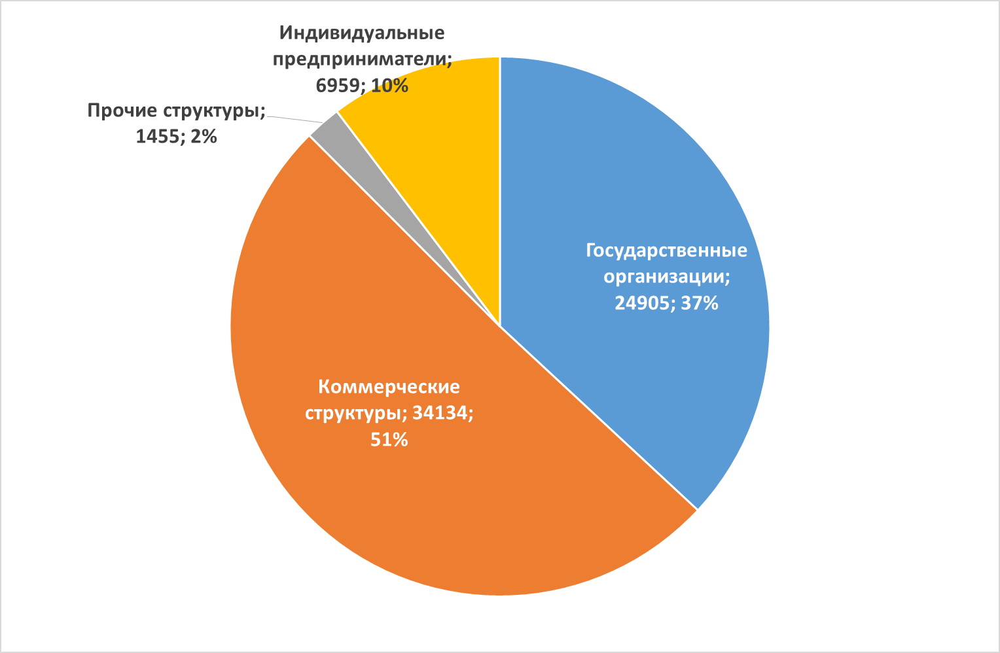 Индивидуальные
предприниматели;
6959; 10%
Прочие структуры;
1455; 2%
Государственные
организации;
24905; 37%
Коммерческие
структуры; 34134;
51%